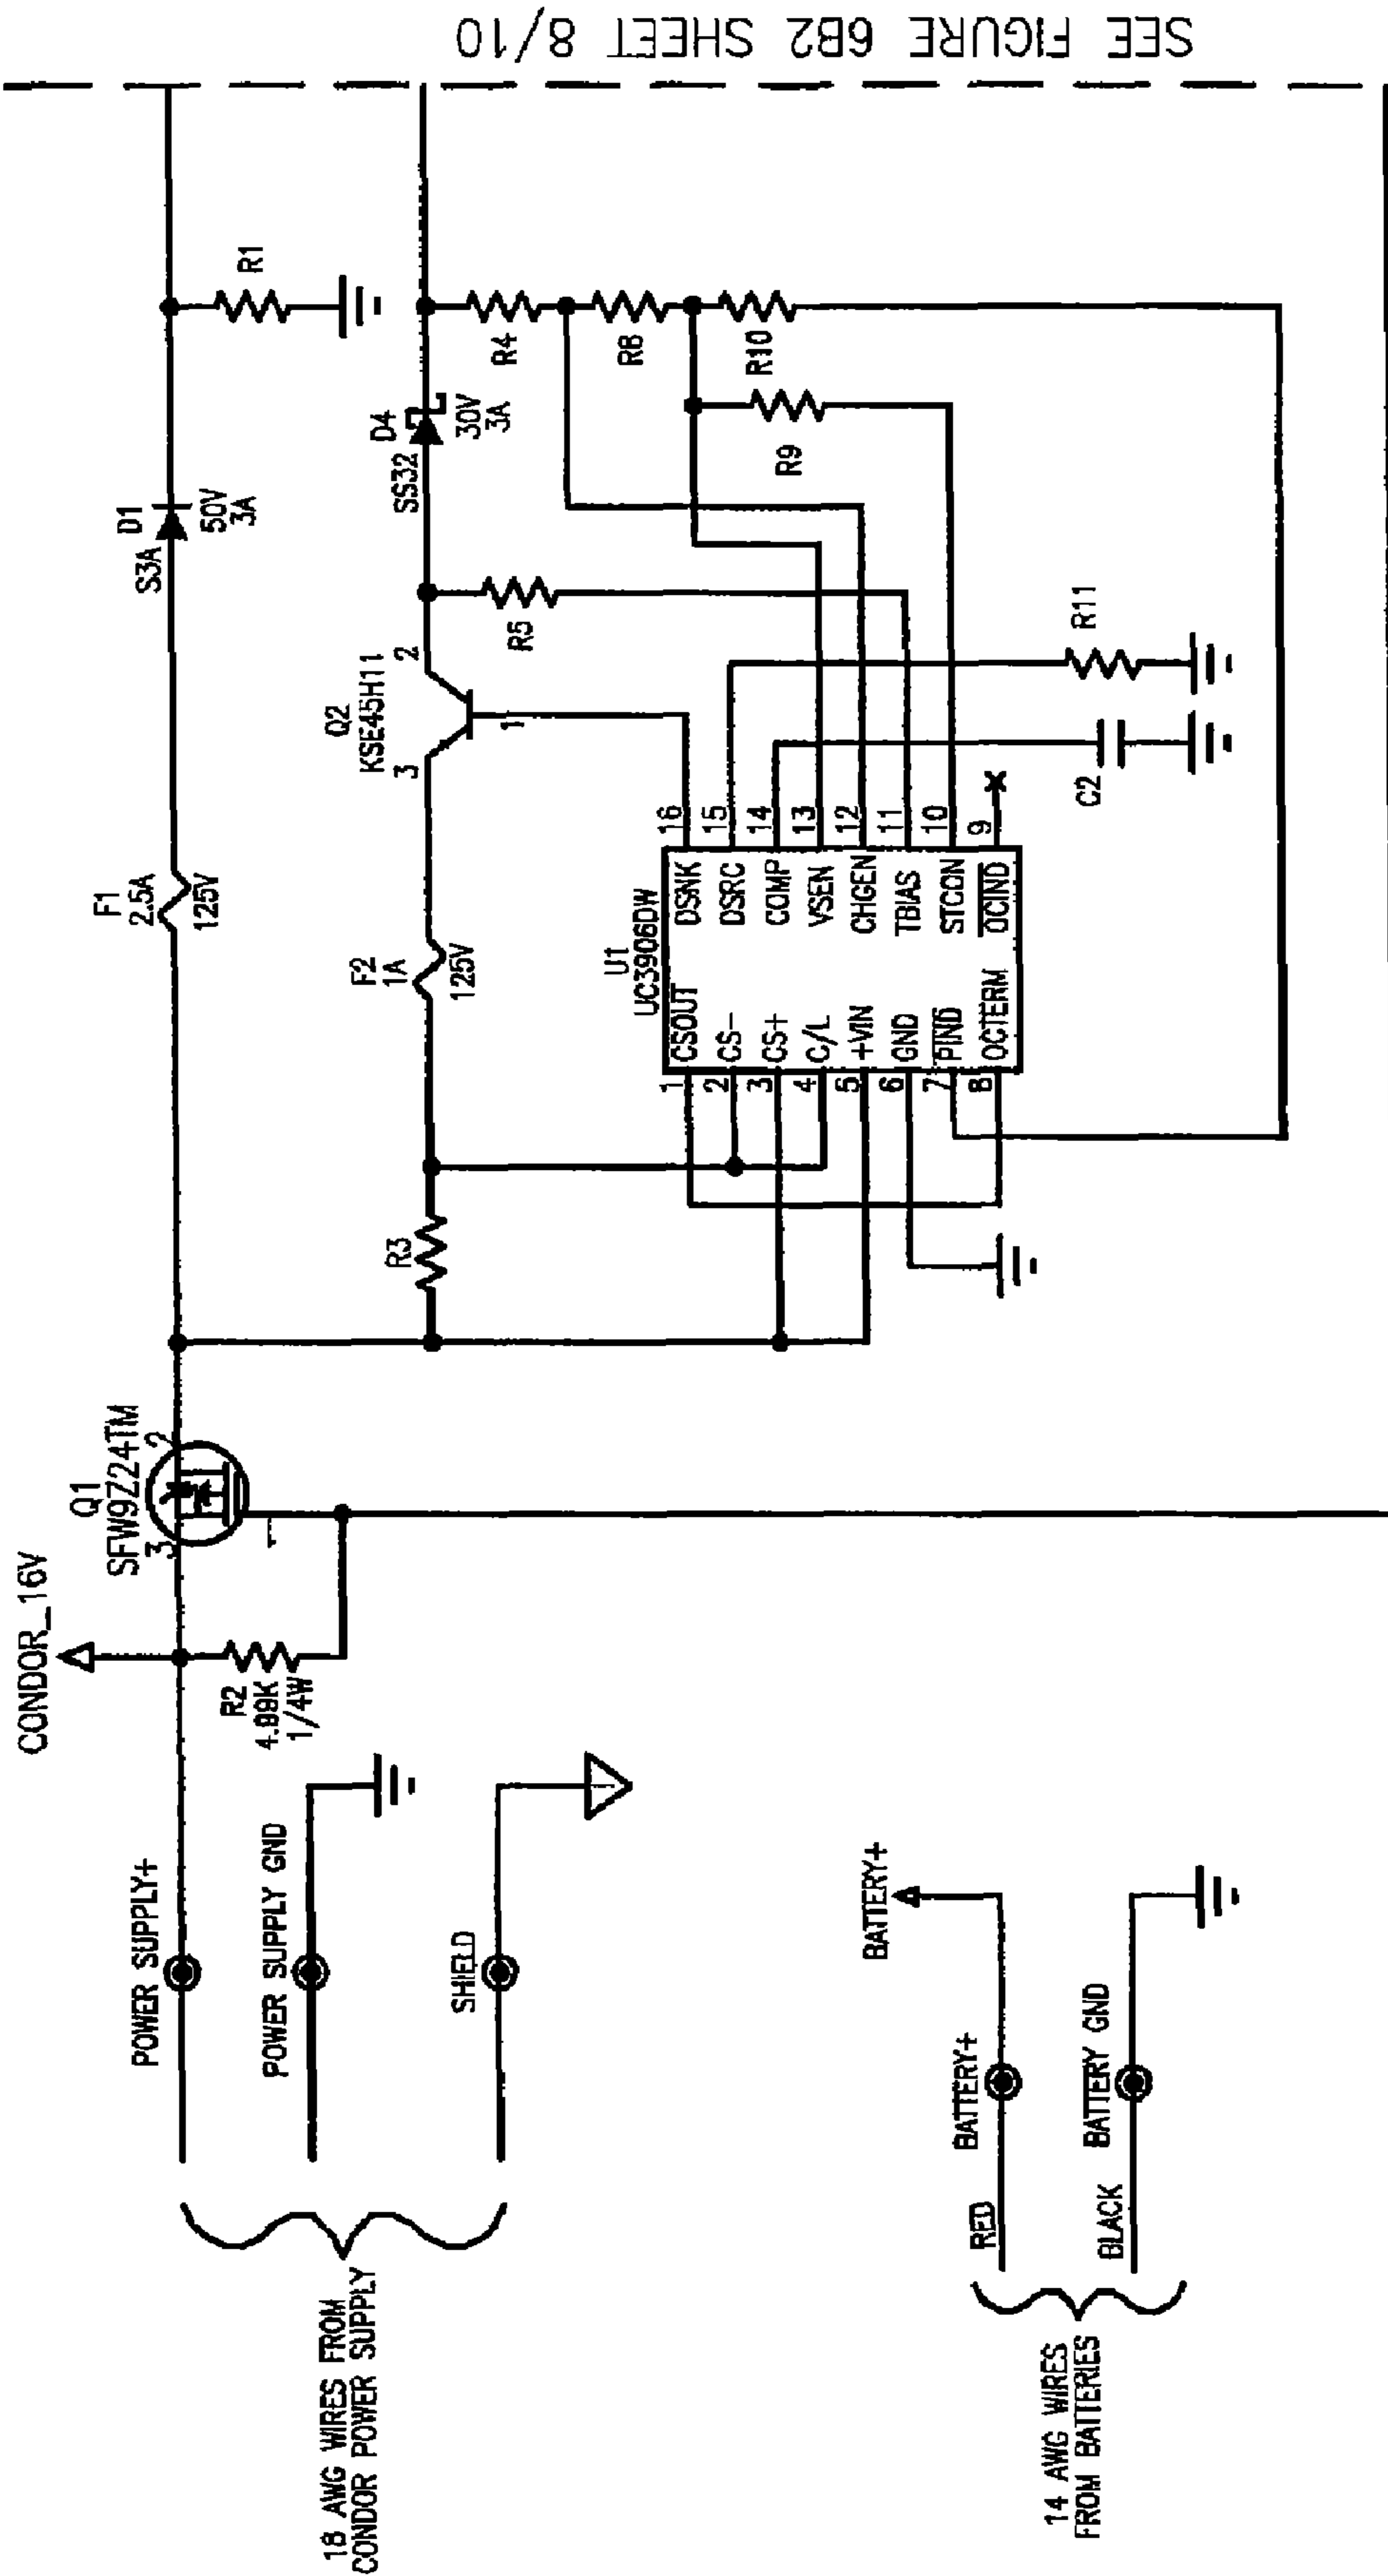 CONDOR_16V
Q1
SFW9Z24TM
3
2
1
F1
2.5A
125V
D1
S3A
50V
3A
R1
POWER SUPPLY+
R2
4.99K
1/4W
POWER SUPPLY GND
SHIELD
18 AWG WIRES FROM
CONDOR POWER SUPPLY
R3
F2
1A
125V
Q2
KSE45H11
3
2
1
D4
SS32
30V
3A
R4
R5
R8
R10
R9
U1
UC3906DW
1 CSOUT
2 CS-
3 CS+
4 C/L
5 +VIN
6 GND
7 PIND
8 OCTERM
DSNK 16
DSRC 15
COMP 14
VSEN 13
CHGEN 12
TBIAS 11
STCON 10
OCIND 9
C2
R11
BATTERY+
BATTERY+
RED
BATTERY GND
BLACK
14 AWG WIRES
FROM BATTERIES
SEE FIGURE 6B2 SHEET 8/10